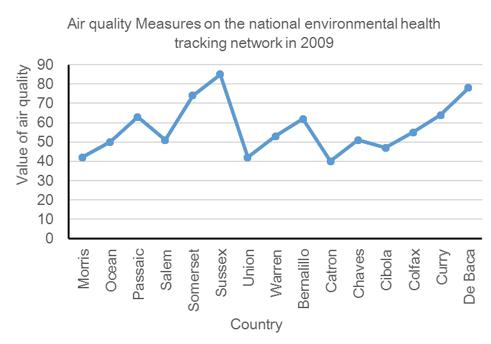 Air quality Measures on the national environmental health
tracking network in 2009
Value of air quality
90
80
70
60
50
40
30
20
10
0
Morris
Ocean
Passaic
Salem
Somerset
Sussex
Union
Warren
Bernalillo
Catron
Chaves
Cibola
Colfax
Curry
De Baca
Country